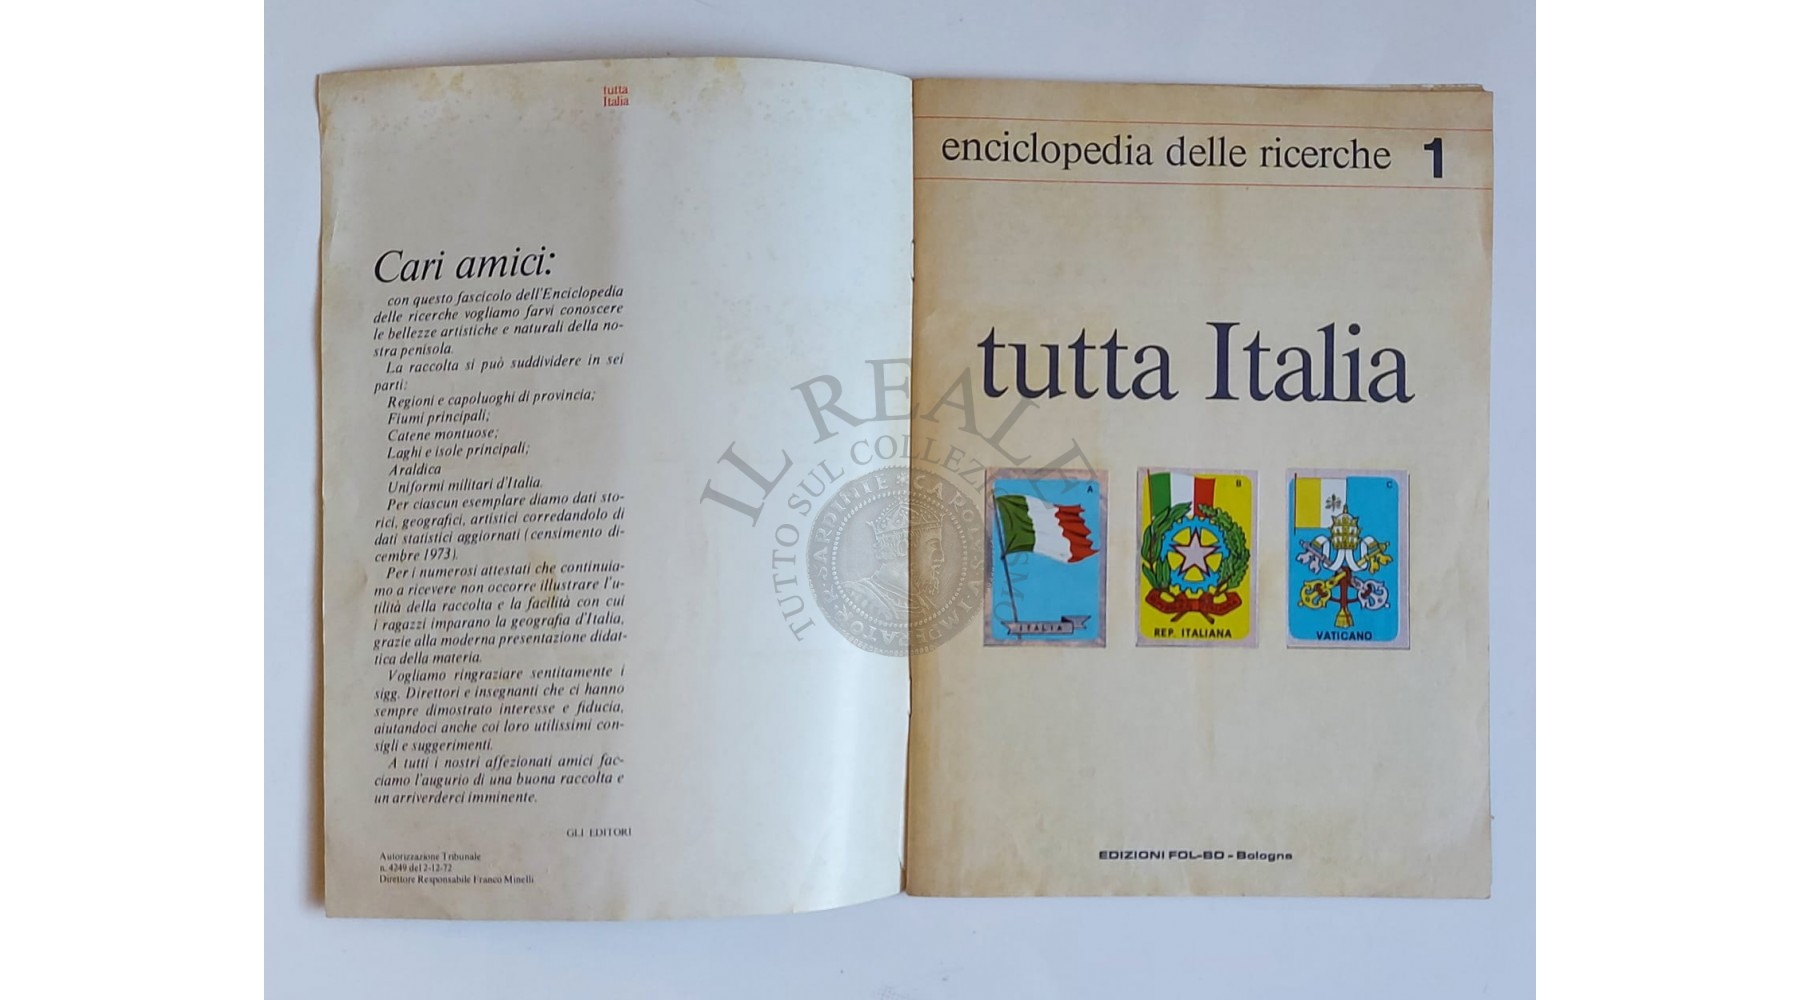 tutta
Italia
Cari amici:
con questo fascicolo dell'Enciclopedia
delle ricerche vogliamo farvi conoscere
le bellezze artistiche e naturali della no-
stra penisola.
La raccolta si può suddividere in sei
parti:
Regioni e capoluoghi di provincia;
Fiumi principali;
Catene montuose;
Laghi e isole principali;
Araldica
Uniformi militari d'Italia.
Per ciascun esemplare diamo dati sto-
rici, geografici, artistici corredandolo di
dati statistici aggiornati (censimento di-
cembre 1973).
Per i numerosi attestati che continuia-
mo a ricevere non occorre illustrare l'u-
tilità della raccolta e la facilità con cui
i ragazzi imparano la geografia d'Italia,
grazie alla moderna presentazione didat-
tica della materia.
Vogliamo ringraziare sentitamente i
sigg. Direttori e insegnanti che ci hanno
sempre dimostrato interesse e fiducia,
aiutandoci anche coi loro utilissimi con-
sigli e suggerimenti.
A tutti i nostri affezionati amici fac-
ciamo l'augurio di una buona raccolta e
un arriverderci imminente.
GLI EDITORI
Autorizzazione Tribunale
n. 4249 del 2-12-72
Direttore Responsabile Franco Minelli
enciclopedia delle ricerche 1
tutta Italia
A
ITALIA
B
REP. ITALIANA
C
VATICANO
EDIZIONI FOL-BO - Bologna
IL REALE
TUTTO SUL COLLEZIONISMO